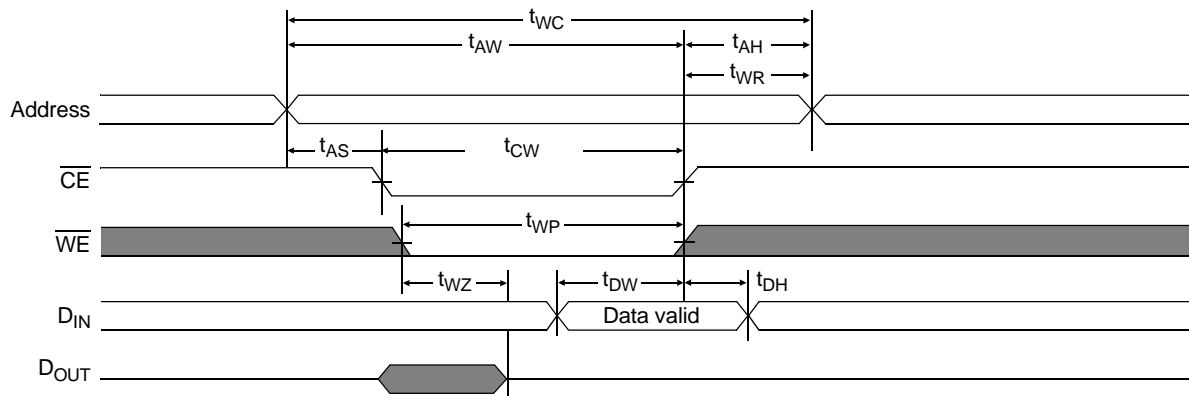 tWC
tAW tAH
tWR
Address
tAS tCW
CE
tWP
WE
tWZ tDW tDH
DIN Data valid
DOUT